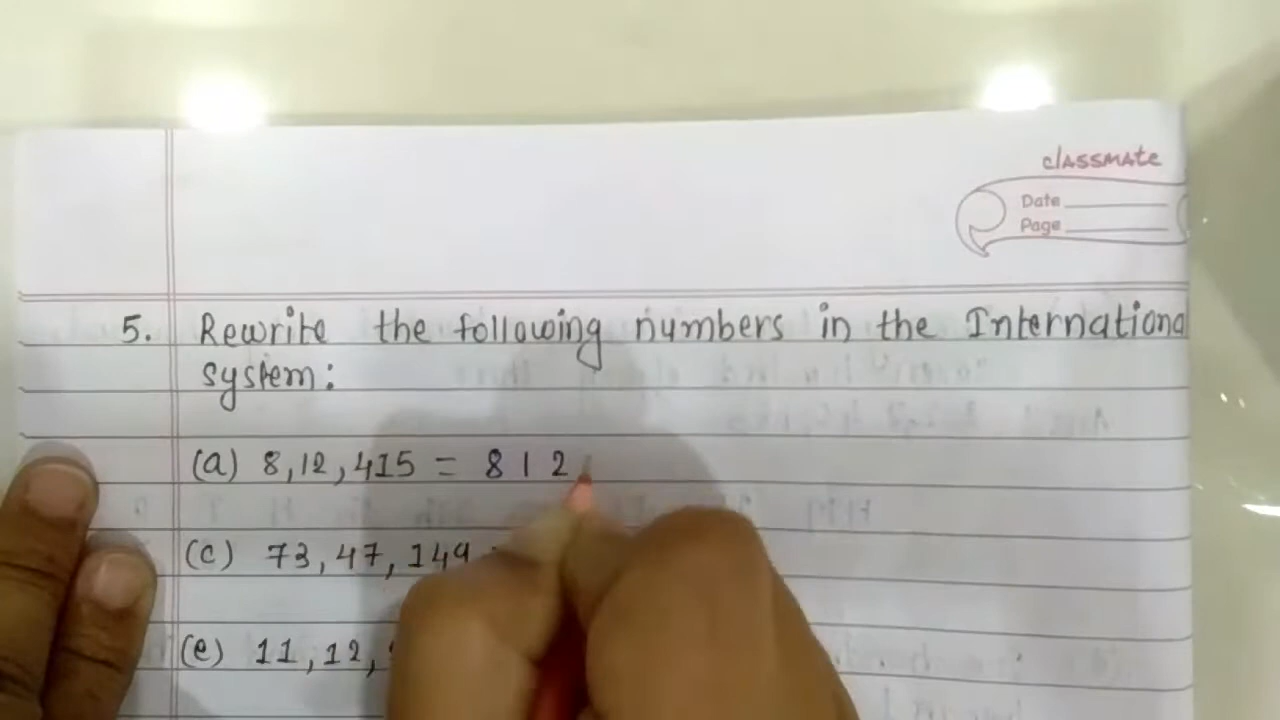 classmate
Date
Page
5. Rewrite the following numbers in the Internationa
system:
(a) 8,12,415 = 8 1 2
(c) 73,47,149
(e) 11,12,